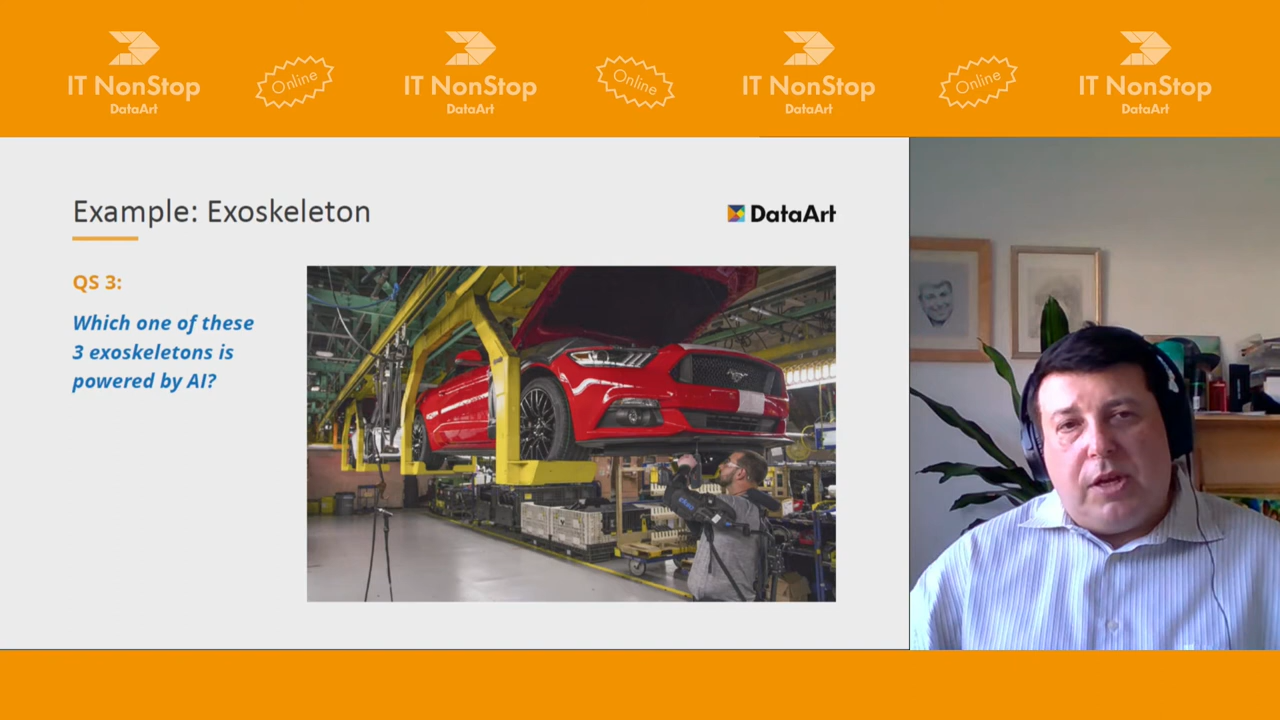 IT NonStop
DataArt
Online
IT NonStop
DataArt
Online
IT NonStop
DataArt
Online
IT NonStop
DataArt
Example: Exoskeleton
DataArt
QS 3:
Which one of these
3 exoskeletons is
powered by AI?